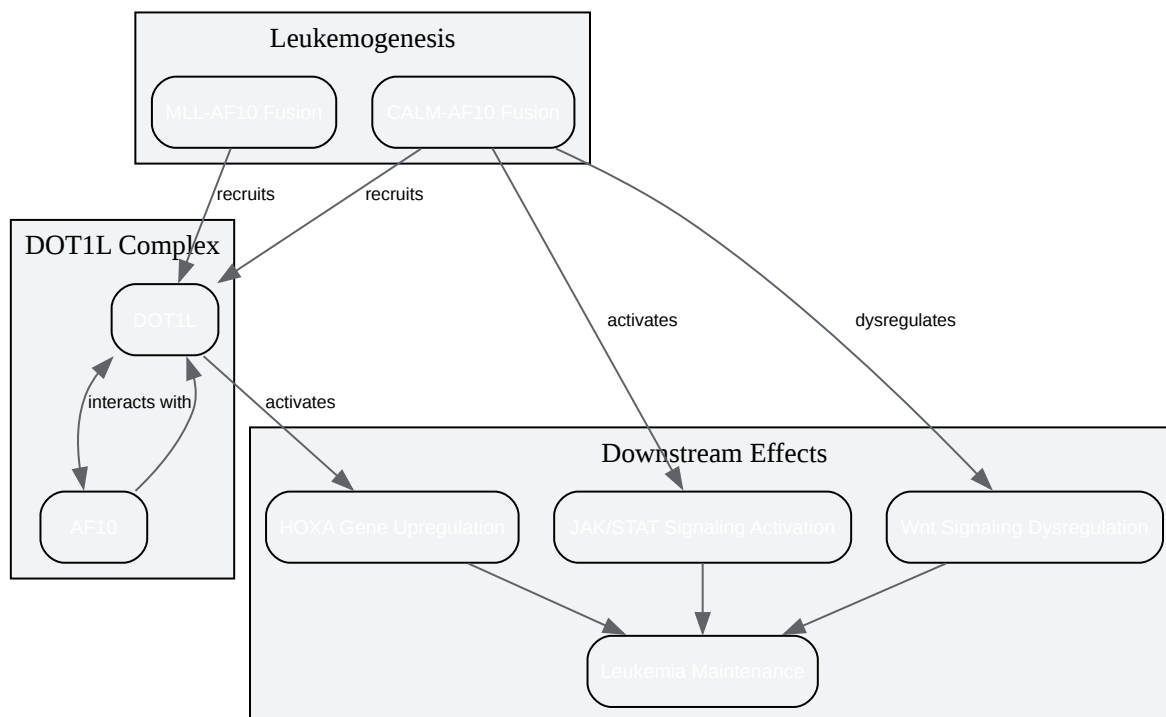 Leukemogenesis
MLL-AF10 Fusion
CALM-AF10 Fusion
recruits
recruits
DOT1L Complex
DOT1L
activates
dysregulates
interacts with
activates
Downstream Effects
AF10
HOXA Gene Upregulation
JAK/STAT Signaling Activation
Wnt Signaling Dysregulation
Leukemia Maintenance